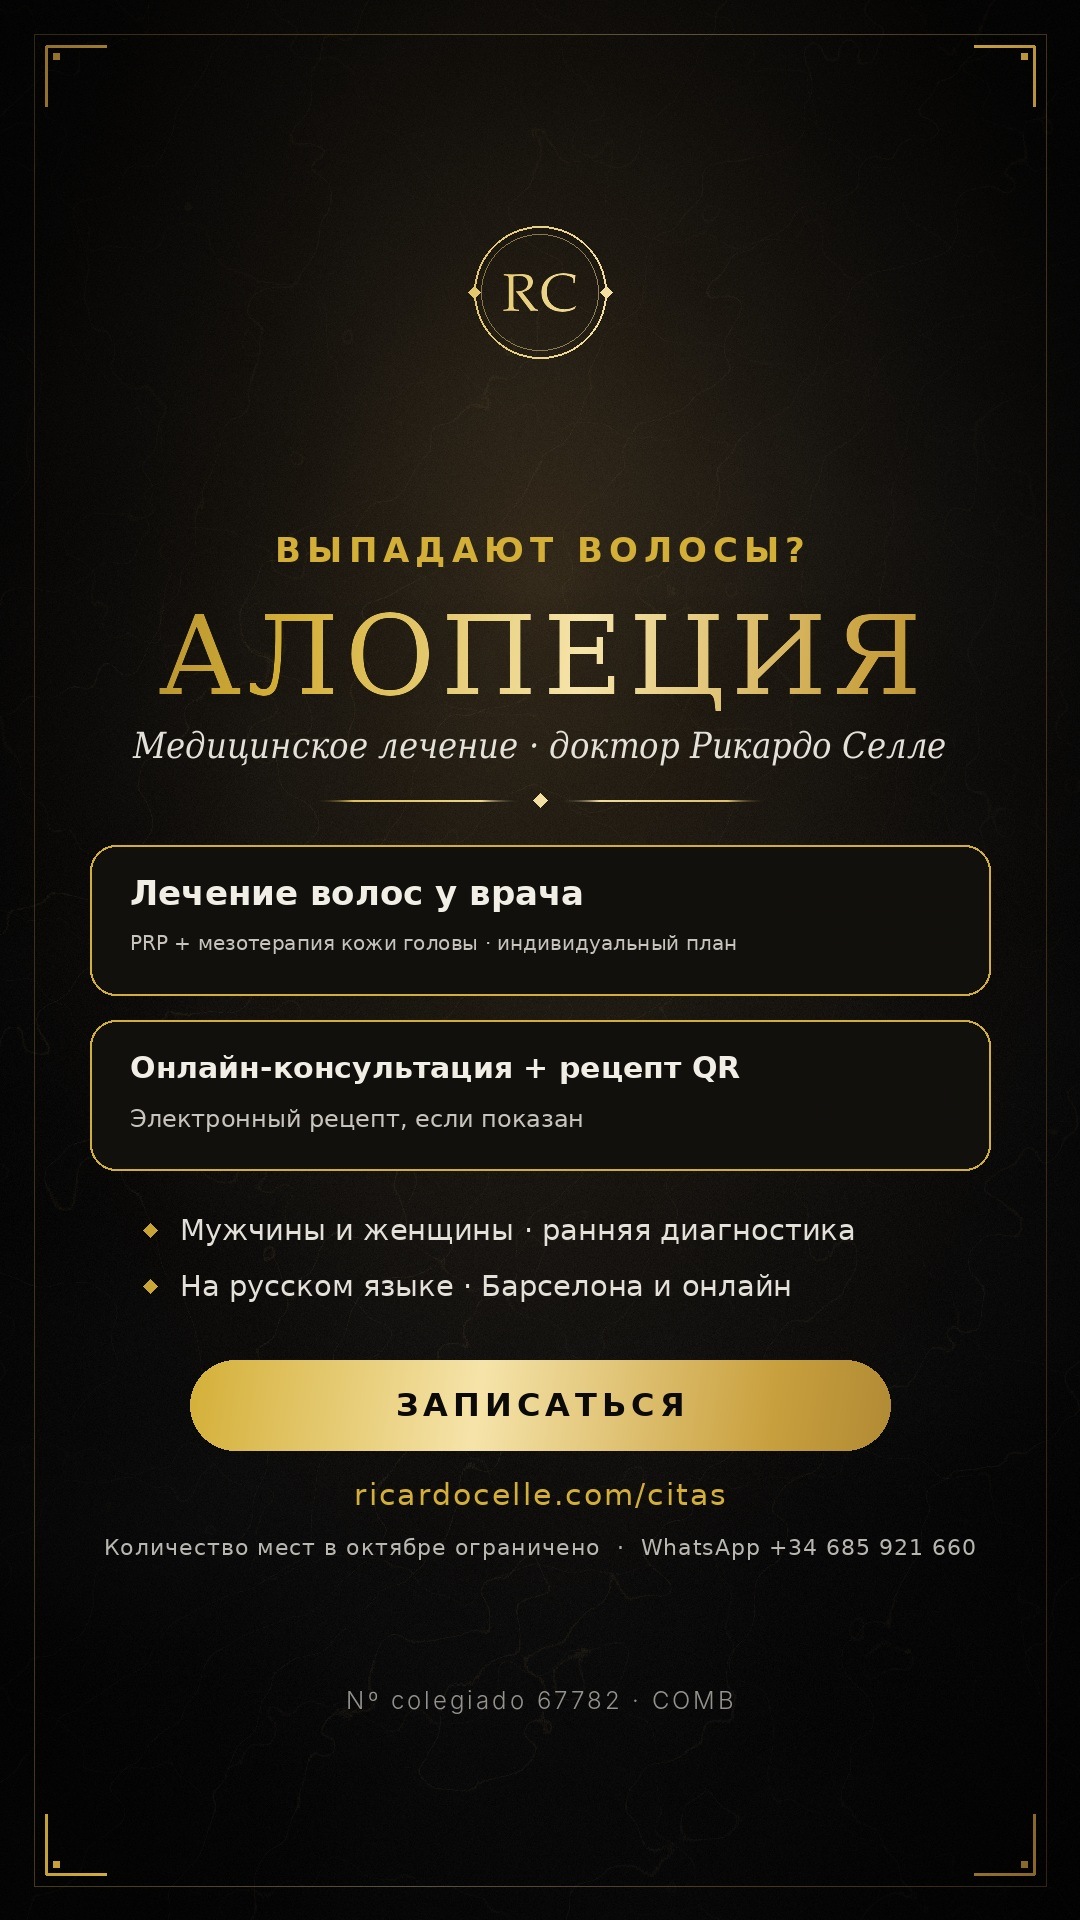 RC
ВЫПАДАЮТ ВОЛОСЫ?
АЛОПЕЦИЯ
Медицинское лечение · доктор Рикардо Селле
Лечение волос у врача
PRP + мезотерапия кожи головы · индивидуальный план
Онлайн-консультация + рецепт QR
Электронный рецепт, если показан
Мужчины и женщины · ранняя диагностика
На русском языке · Барселона и онлайн
ЗАПИСАТЬСЯ
ricardocelle.com/citas
Количество мест в октябре ограничено · WhatsApp +34 685 921 660
Nº colegiado 67782 · COMB